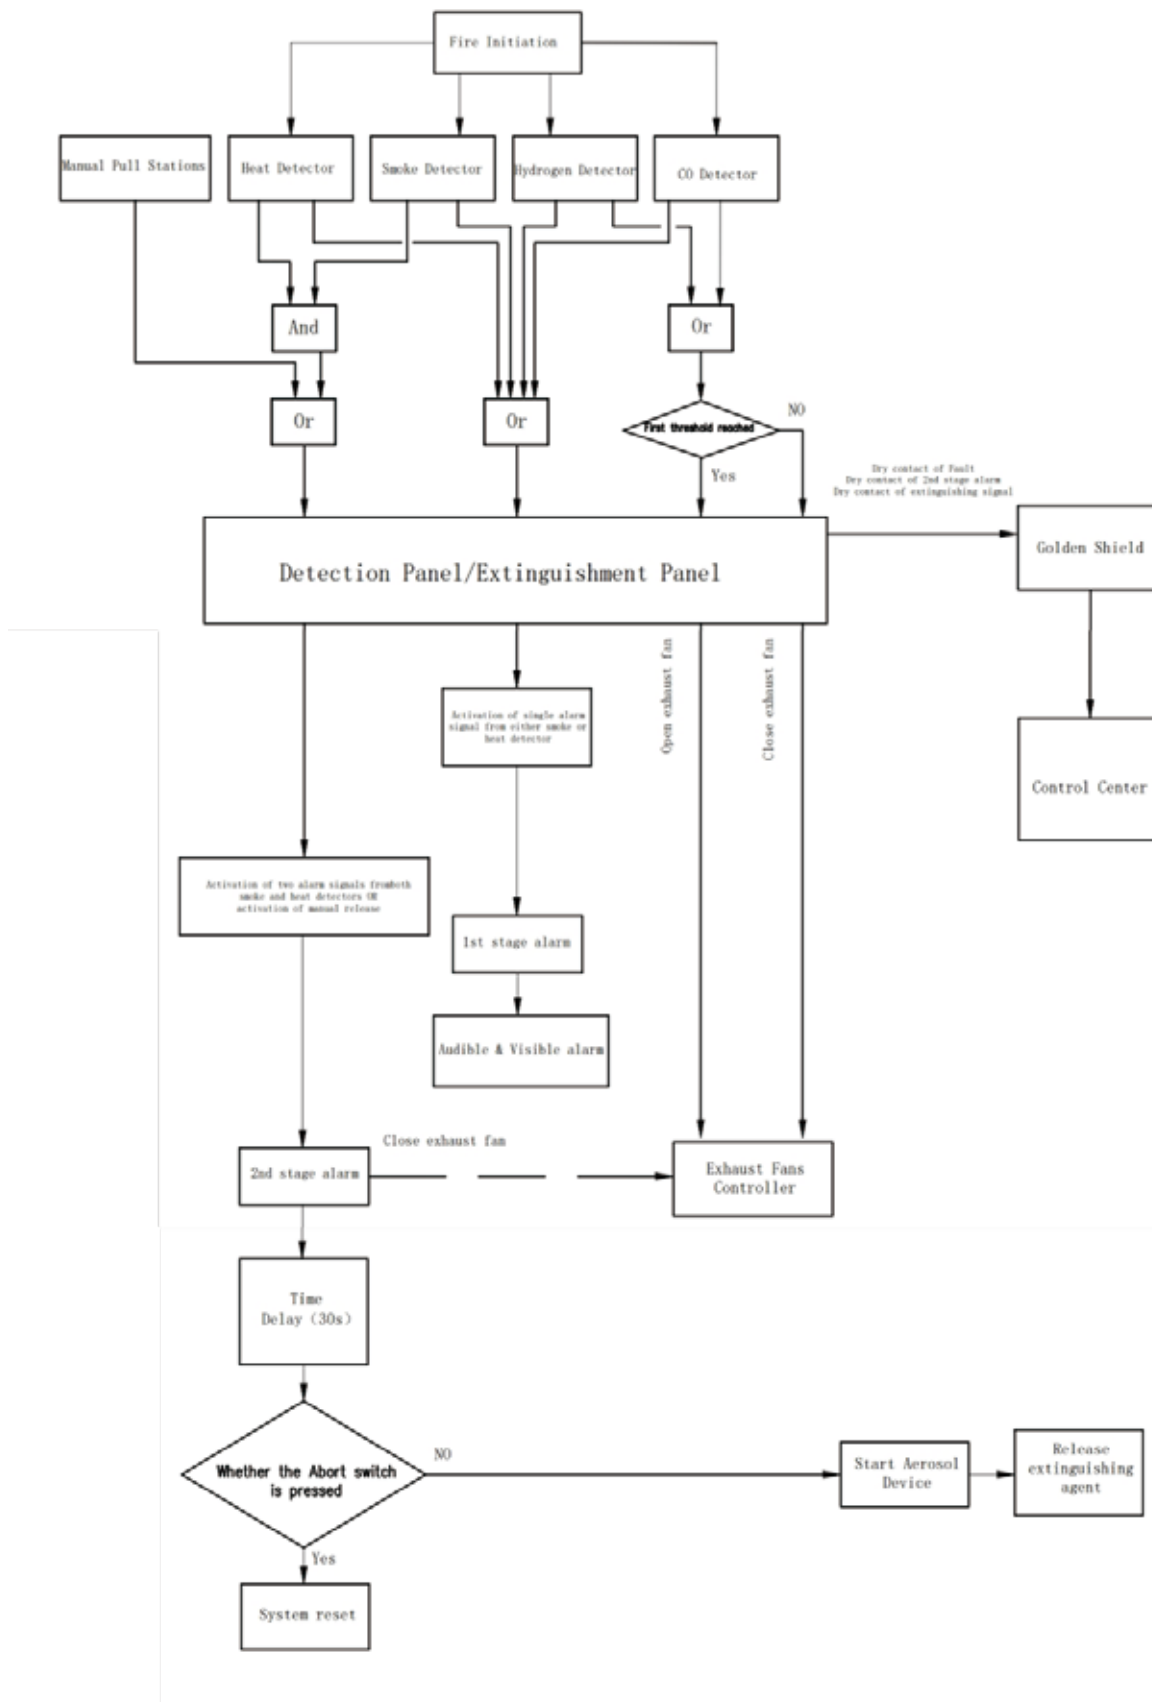 Fire Initiation
Manual Pull Stations
Heat Detector
Smoke Detector
Hydrogen Detector
CO Detector
And
Or
Or
Or
First threshold reached
NO
Yes
Dry contact of Fault
Dry contact of 2nd stage alarm
Dry contact of extinguishing signal
Golden Shield
Detection Panel/Extinguishment Panel
Open exhaust fan
Close exhaust fan
Activation of single alarm
signal from either smoke or
heat detector
Control Center
Activation of two alarm signals fromboth
smoke and heat detectors OR
activation of manual release
1st stage alarm
Audible & Visible alarm
Close exhaust fan
2nd stage alarm
Exhaust Fans
Controller
Time
Delay（30s）
Whether the Abort switch
is pressed
NO
Start Aerosol
Device
Release
extinguishing
agent
Yes
System reset